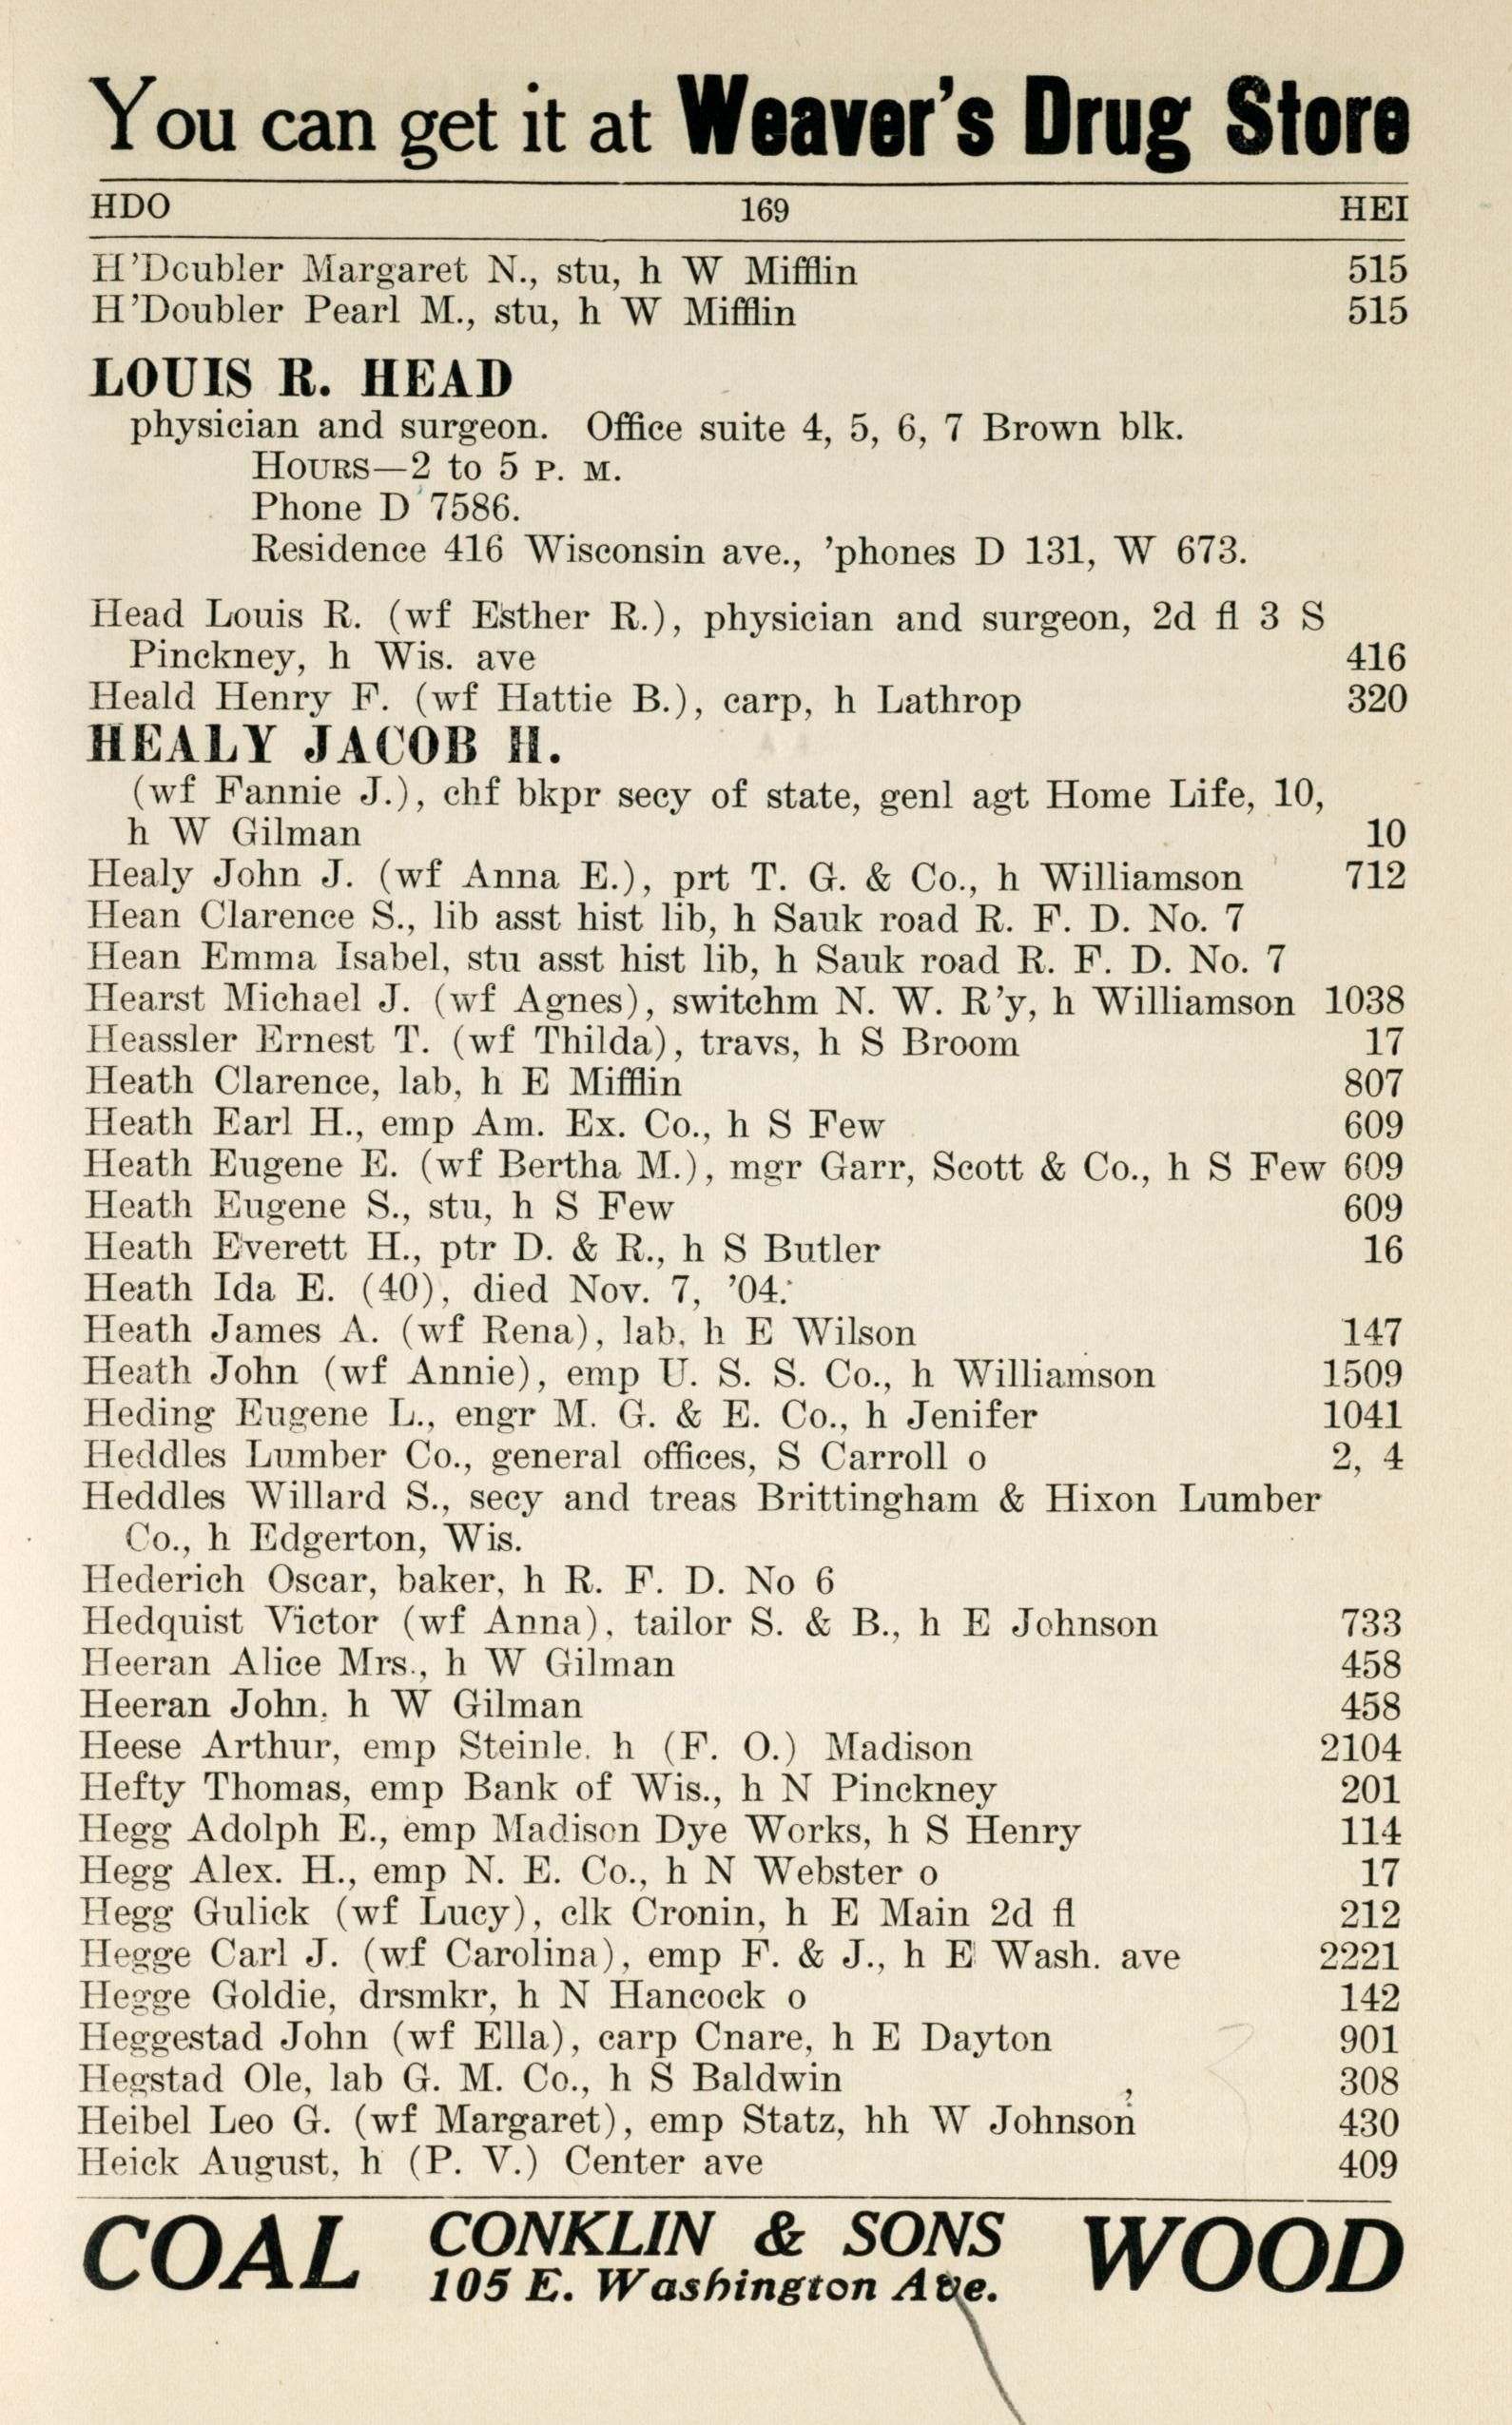 You can get it at Weaver's Drug Store
HDO 169 HEI
H'Doubler Margaret N., stu, h W Mifflin 515
H'Doubler Pearl M., stu, h W Mifflin 515
LOUIS R. HEAD
physician and surgeon. Office suite 4, 5, 6, 7 Brown blk.
HOURS—2 to 5 P. M.
Phone D 7586.
Residence 416 Wisconsin ave., 'phones D 131, W 673.
Head Louis R. (wf Esther R.), physician and surgeon, 2d fl 3 S
Pinckney, h Wis. ave 416
Heald Henry F. (wf Hattie B.), carp, h Lathrop 320
HEALY JACOB H.
(wf Fannie J.), chf bkpr secy of state, genl agt Home Life, 10,
h W Gilman 10
Healy John J. (wf Anna E.), prt T. G. & Co., h Williamson 712
Hean Clarence S., lib asst hist lib, h Sauk road R. F. D. No. 7
Hean Emma Isabel, stu asst hist lib, h Sauk road R. F. D. No. 7
Hearst Michael J. (wf Agnes), switchm N. W. R'y, h Williamson 1038
Heassler Ernest T. (wf Thilda), travs, h S Broom 17
Heath Clarence, lab, h E Mifflin 807
Heath Earl H., emp Am. Ex. Co., h S Few 609
Heath Eugene E. (wf Bertha M.), mgr Garr, Scott & Co., h S Few 609
Heath Eugene S., stu, h S Few 609
Heath Everett H., ptr D. & R., h S Butler 16
Heath Ida E. (40), died Nov. 7, '04.
Heath James A. (wf Rena), lab, h E Wilson 147
Heath John (wf Annie), emp U. S. S. Co., h Williamson 1509
Heding Eugene L., engr M. G. & E. Co., h Jenifer 1041
Heddles Lumber Co., general offices, S Carroll o 2, 4
Heddles Willard S., secy and treas Brittingham & Hixon Lumber
Co., h Edgerton, Wis.
Hederich Oscar, baker, h R. F. D. No 6
Hedquist Victor (wf Anna), tailor S. & B., h E Johnson 733
Heeran Alice Mrs., h W Gilman 458
Heeran John, h W Gilman 458
Heese Arthur, emp Steinle. h (F. O.) Madison 2104
Hefty Thomas, emp Bank of Wis., h N Pinckney 201
Hegg Adolph E., emp Madison Dye Works, h S Henry 114
Hegg Alex. H., emp N. E. Co., h N Webster o 17
Hegg Gulick (wf Lucy), clk Cronin, h E Main 2d fl 212
Hegge Carl J. (wf Carolina), emp F. & J., h E Wash. ave 2221
Hegge Goldie, drsmkr, h N Hancock o 142
Heggestad John (wf Ella), carp Cnare, h E Dayton 901
Hegstad Ole, lab G. M. Co., h S Baldwin 308
Heibel Leo G. (wf Margaret), emp Statz, hh W Johnson 430
Heick August, h (P. V.) Center ave 409
COAL CONKLIN & SONS WOOD
105 E. Washington Ave.